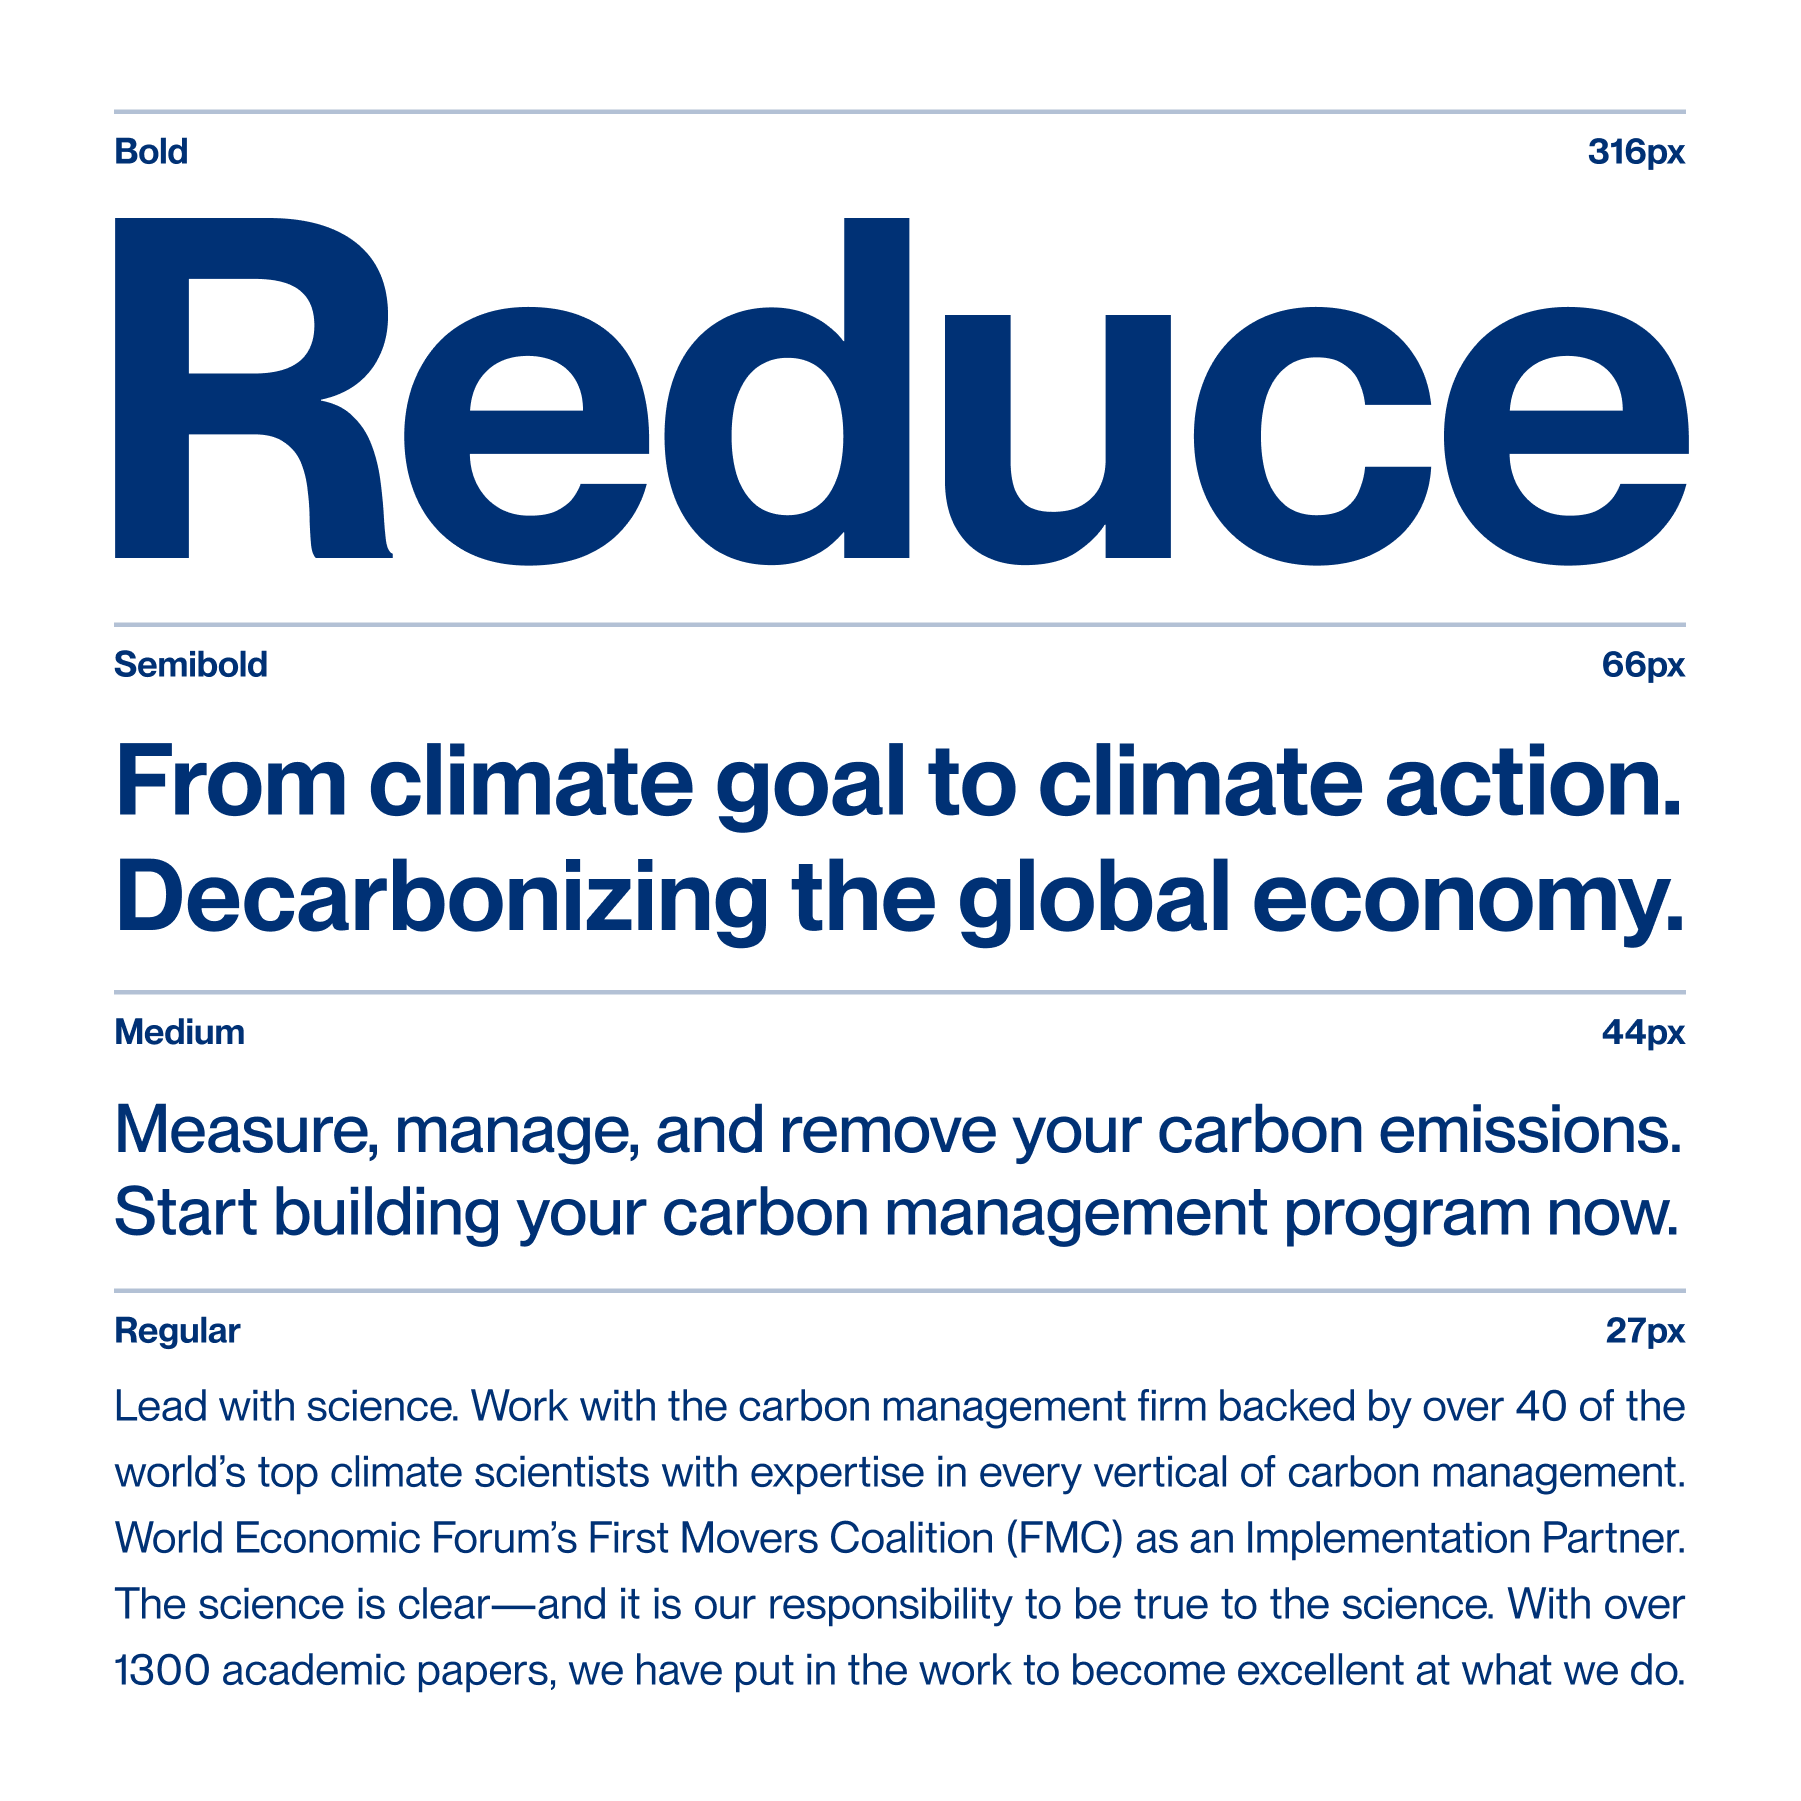 Bold 316px
Reduce
Semibold 66px
From climate goal to climate action.
Decarbonizing the global economy.
Medium 44px
Measure, manage, and remove your carbon emissions.
Start building your carbon management program now.
Regular 27px
Lead with science. Work with the carbon management firm backed by over 40 of the
world’s top climate scientists with expertise in every vertical of carbon management.
World Economic Forum’s First Movers Coalition (FMC) as an Implementation Partner.
The science is clear—and it is our responsibility to be true to the science. With over
1300 academic papers, we have put in the work to become excellent at what we do.